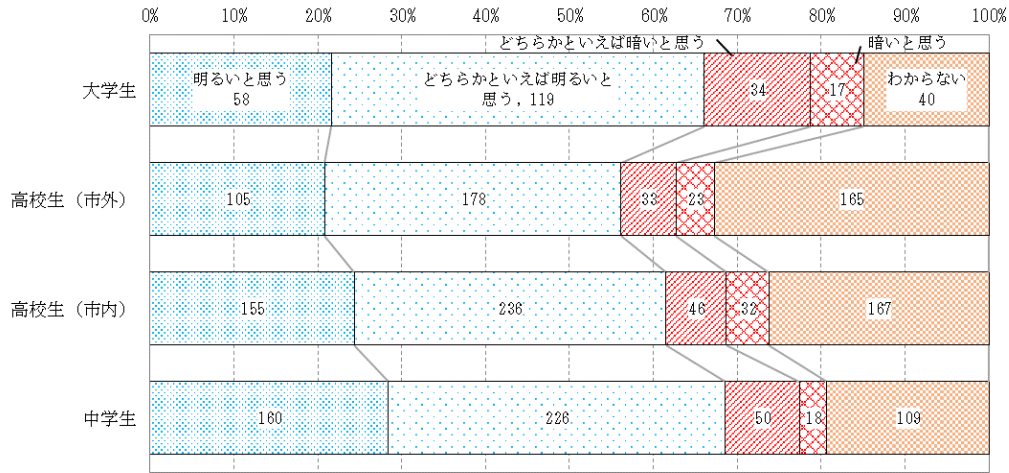 0% 10% 20% 30% 40% 50% 60% 70% 80% 90% 100%
どちらかといえば暗いと思う 暗いと思う
大学生
明るいと思う
58
どちらかといえば明るいと
思う, 119
34
17
わからない
40
高校生（市外） 105 178 33 23 165
高校生（市内） 155 236 46 32 167
中学生 160 226 50 18 109